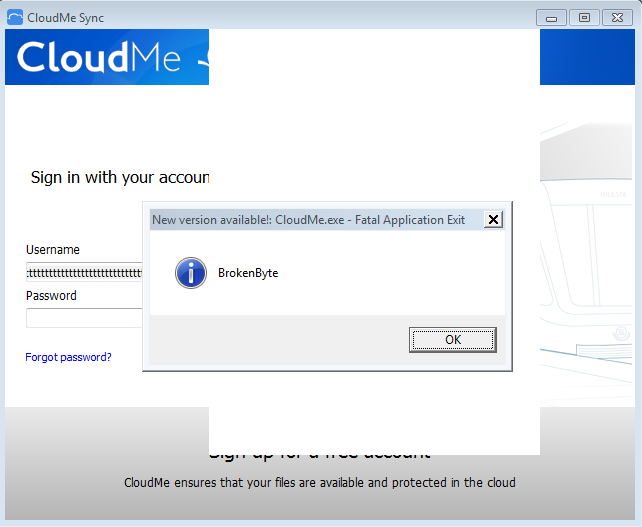 CloudMe Sync
CloudMe
Sign in with your accoun
New version available!: CloudMe.exe - Fatal Application Exit
BrokenByte
Username
Password
OK
Forgot password?
Sign up for a free account
CloudMe ensures that your files are available and protected in the cloud